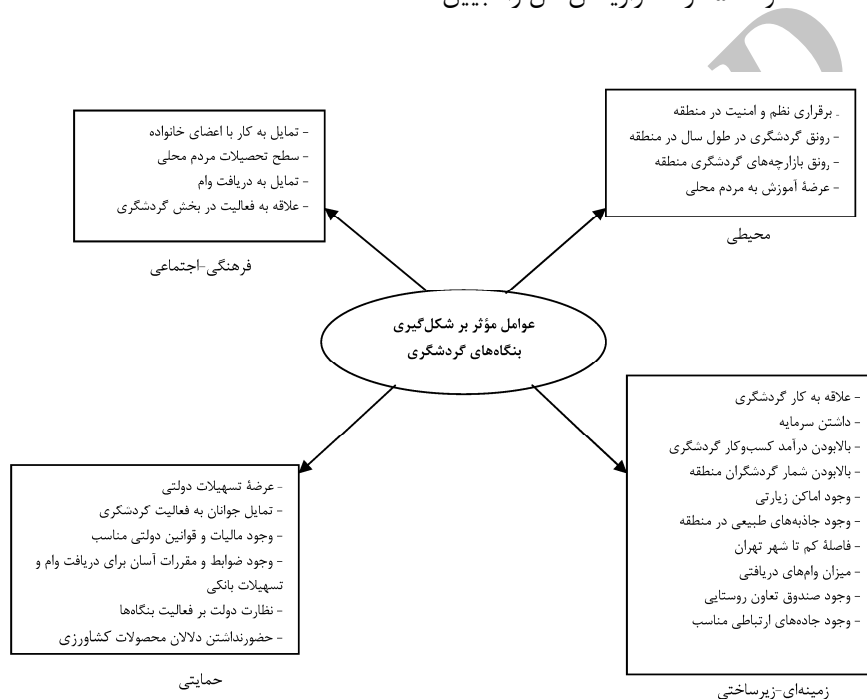 - تمایل به کار با اعضای خانواده
- سطح تحصیلات مردم محلی
- تمایل به دریافت وام
- علاقه به فعالیت در بخش گردشگری
فرهنگی-اجتماعی
- برقراری نظم و امنیت در منطقه
- رونق گردشگری در طول سال در منطقه
- رونق بازارچه‌های گردشگری منطقه
- عرضهٔ آموزش به مردم محلی
محیطی
عوامل مؤثر بر شکل‌گیری
بنگاه‌های گردشگری
- علاقه به کار گردشگری
- داشتن سرمایه
- بالابودن درآمد کسب‌وکار گردشگری
- بالابودن شمار گردشگران منطقه
- وجود اماکن زیارتی
- وجود جاذبه‌های طبیعی در منطقه
- فاصلهٔ کم تا شهر تهران
- میزان وام‌های دریافتی
- وجود صندوق تعاون روستایی
- وجود جاده‌های ارتباطی مناسب
زمینه‌ای-زیرساختی
- عرضهٔ تسهیلات دولتی
- تمایل جوانان به فعالیت کردشکری
- وجود مالیات و قوانین دولتی مناسب
- وجود ضوابط و مقررات آسان برای دریافت وام و
تسهیلات بانکی
- نظارت دولت بر فعالیت بنگاه‌ها
- حضورنداشتن دلالان محصولات کشاورزی
حمایتی